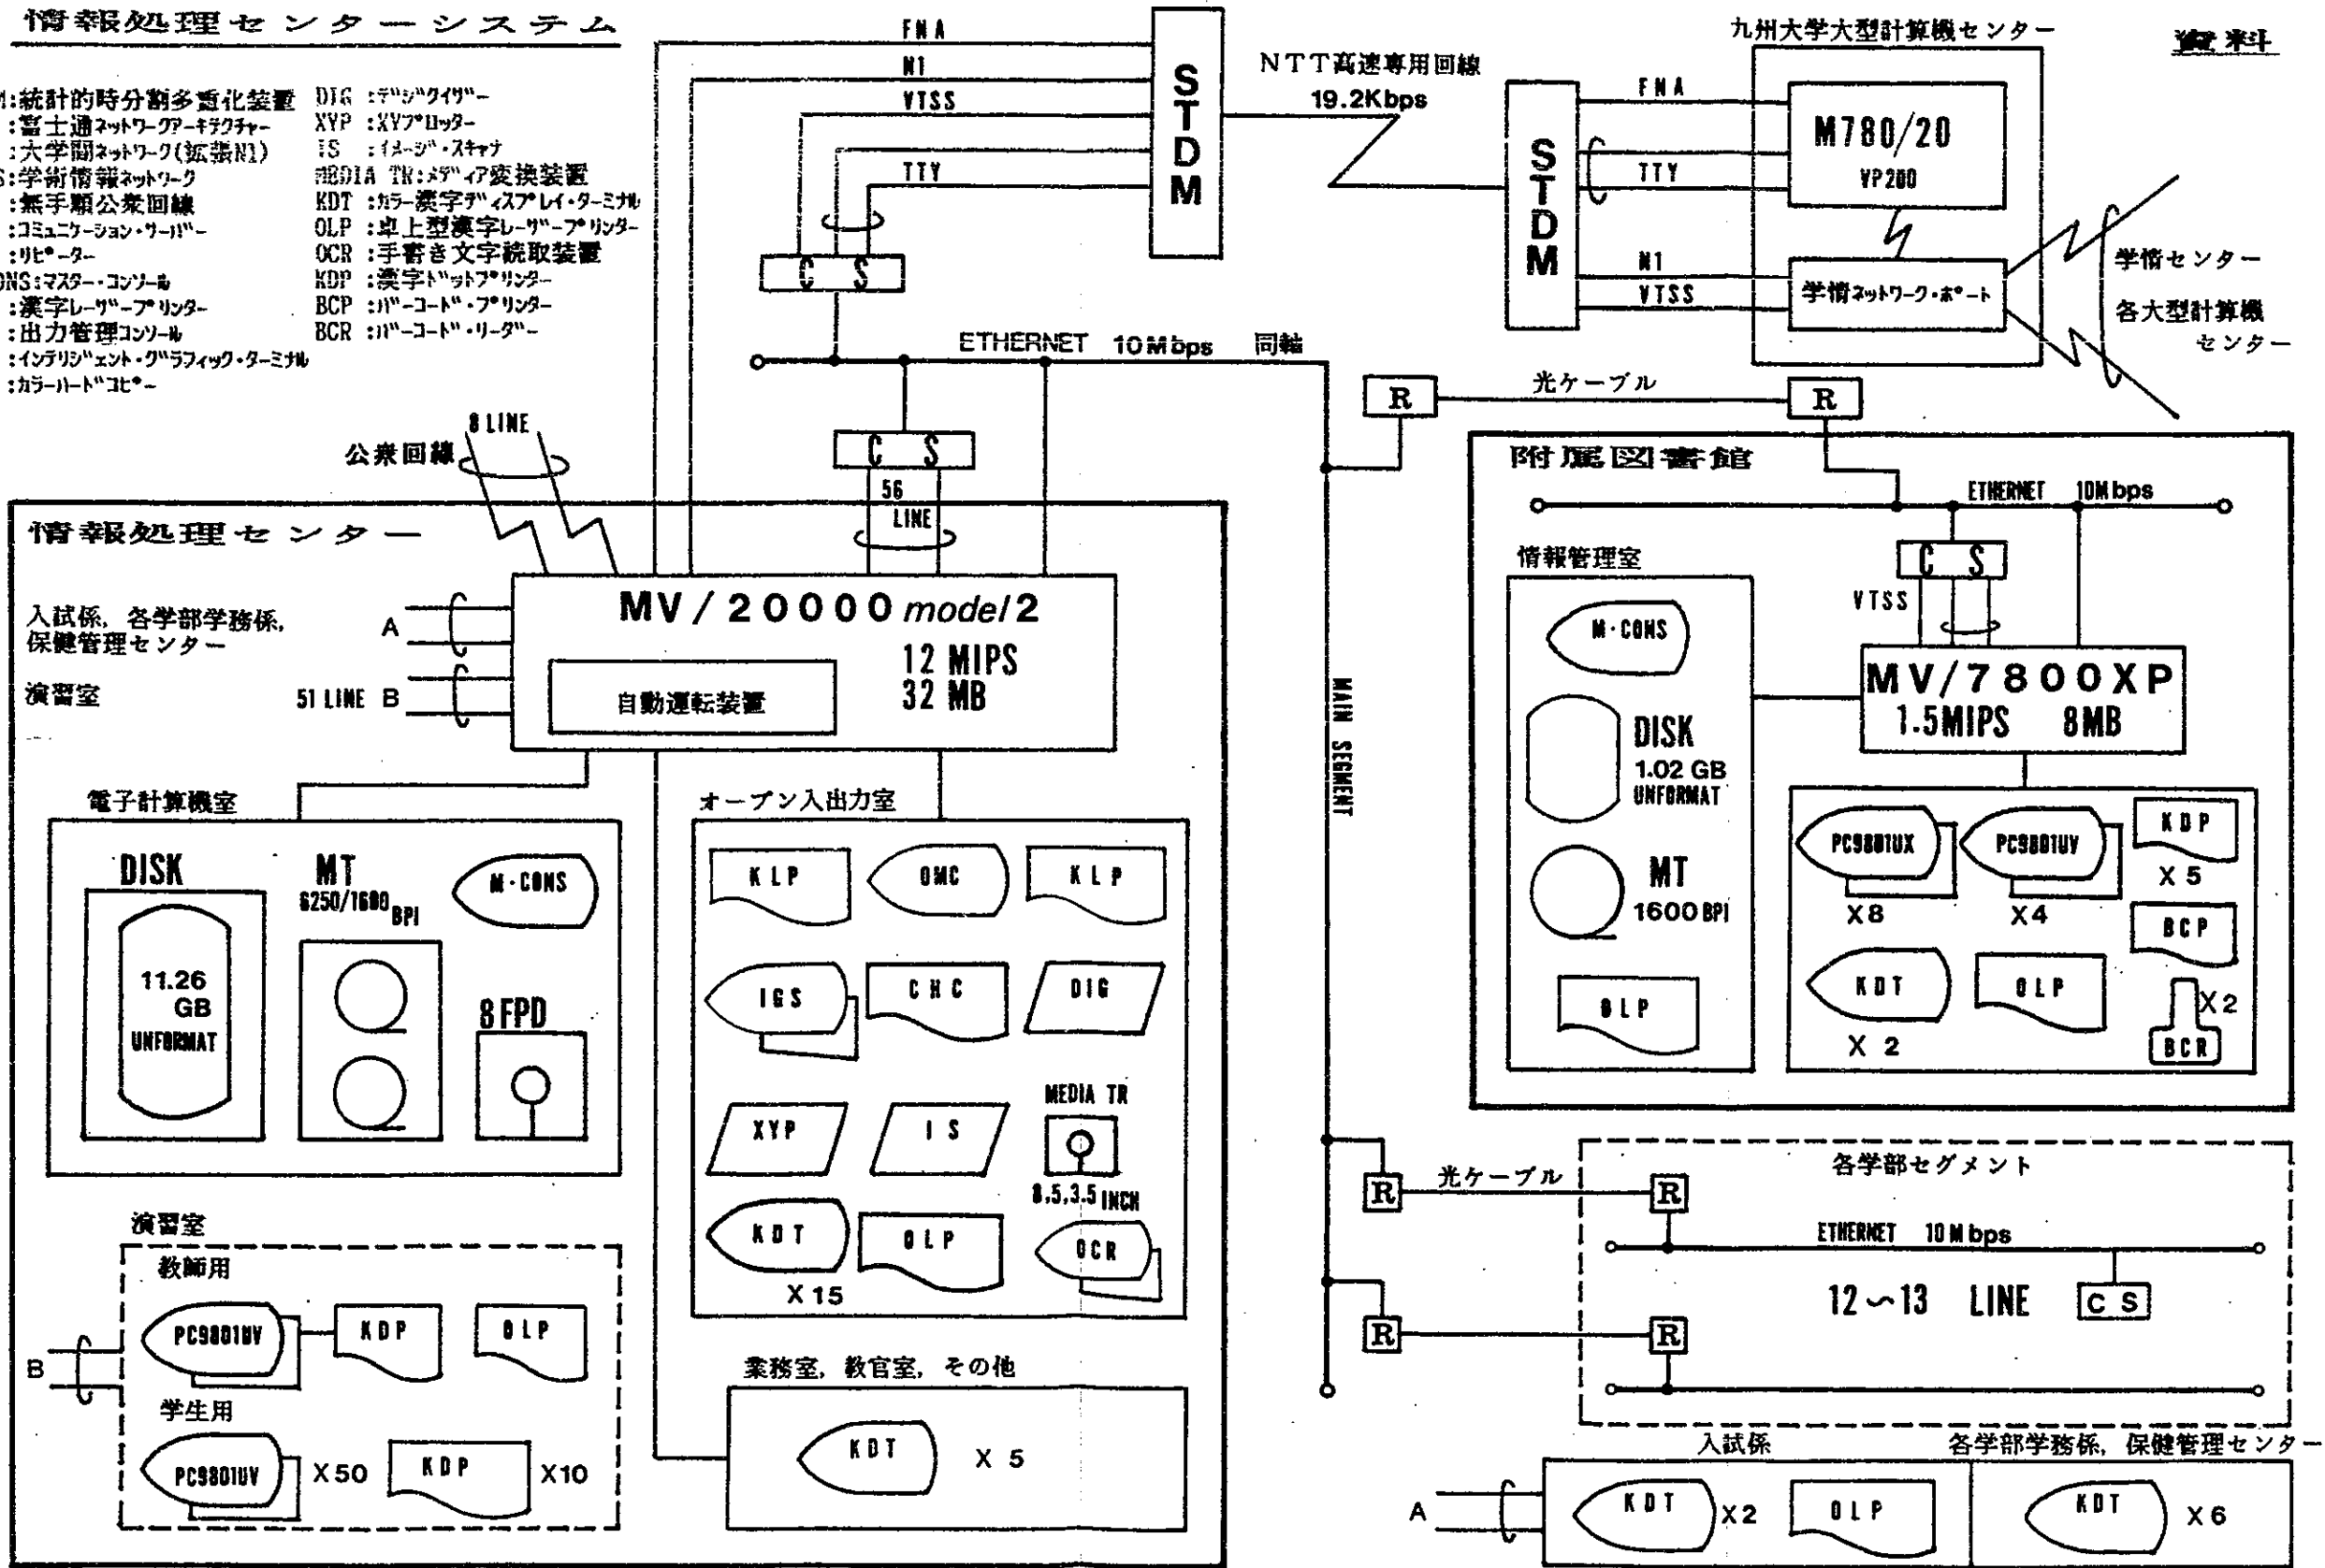 情報処理センターシステム
資料
:統計的時分割多重化装置
:富士通ネットワークアーキテクチャー
:大学間ネットワーク(拡張N1)
S:学術情報ネットワーク
:無手順公衆回線
:コミュニケーション・サーバー
:リピーター
ONS:マスター・コンソール
:漢字レーザープリンター
:出力管理コンソール
:インテリジェント・グラフィック・ターミナル
:カラーハードコピー
DIG :デジタイザー
XYP :XYプロッター
IS :イメージ・スキャナ
MEDIA TR:メディア変換装置
KDT :カラー漢字ディスプレイ・ターミナル
OLP :卓上型漢字レーザープリンター
OCR :手書き文字読取装置
KDP :漢字ドットプリンター
BCP :バーコード・プリンター
BCR :バーコード・リーダー
FNA
N1
VTSS
TTY
STDM
C S
NTT高速専用回線
19.2Kbps
STDM
FNA
TTY
N1
VTSS
九州大学大型計算機センター
M780/20
VP200
学情ネットワーク・ポート
学情センター
各大型計算機
センター
ETHERNET 10Mbps 同軸
C S
56
LINE
8 LINE
公衆回線
R
光ケーブル
R
MAIN SEGMENT
情報処理センター
入試係, 各学部学務係,
保健管理センター
A
演習室
51 LINE B
MV/20000 model 2
12 MIPS
32 MB
自動運転装置
電子計算機室
DISK
11.26
GB
UNFORMAT
MT
6250/1600 BPI
M・CONS
8FPD
オープン入出力室
KLP
OMC
KLP
IGS
CHC
DIG
XYP
IS
MEDIA TR
8,5,3.5 INCH
KDT
X 15
OLP
OCR
演習室
教師用
PC9801UV
KDP
OLP
B
学生用
PC9801UV
X50
KDP
X10
業務室, 教官室, その他
KDT
X 5
附属図書館
ETHERNET 10Mbps
C S
VTSS
情報管理室
M・CONS
DISK
1.02 GB
UNFORMAT
MT
1600 BPI
OLP
MV/7800XP
1.5MIPS 8MB
PC9801UX
X8
PC9801UV
X4
KDP
X 5
BCP
KDT
X 2
OLP
X2
BCR
R
光ケーブル
R
各学部セグメント
ETHERNET 10Mbps
12～13 LINE
CS
R
R
入試係
各学部学務係, 保健管理センター
A
KDT
X2
OLP
KDT
X6